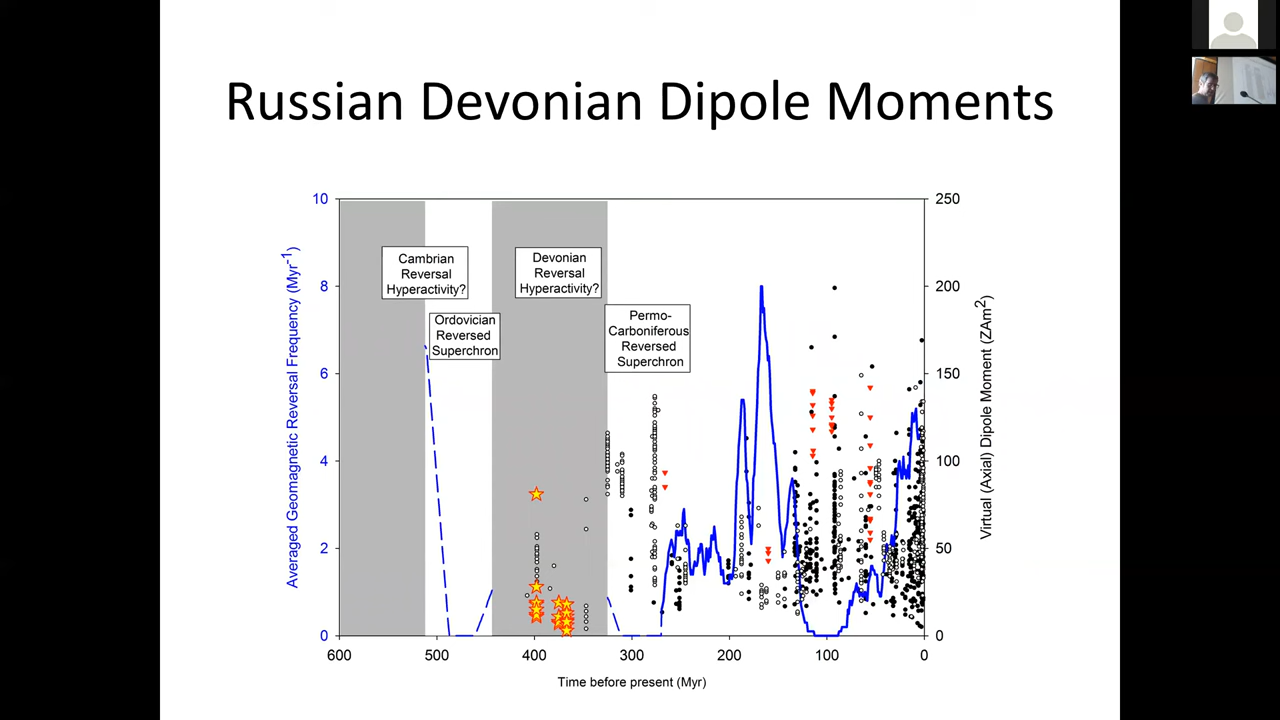 Russian Devonian Dipole Moments
10
8
6
4
2
0
Averaged Geomagnetic Reversal Frequency (Myr-1)
Cambrian
Reversal
Hyperactivity?
Ordovician
Reversed
Superchron
Devonian
Reversal
Hyperactivity?
Permo-
Carboniferous
Reversed
Superchron
250
200
150
100
50
0
Virtual (Axial) Dipole Moment (ZAm2)
600 500 400 300 200 100 0
Time before present (Myr)